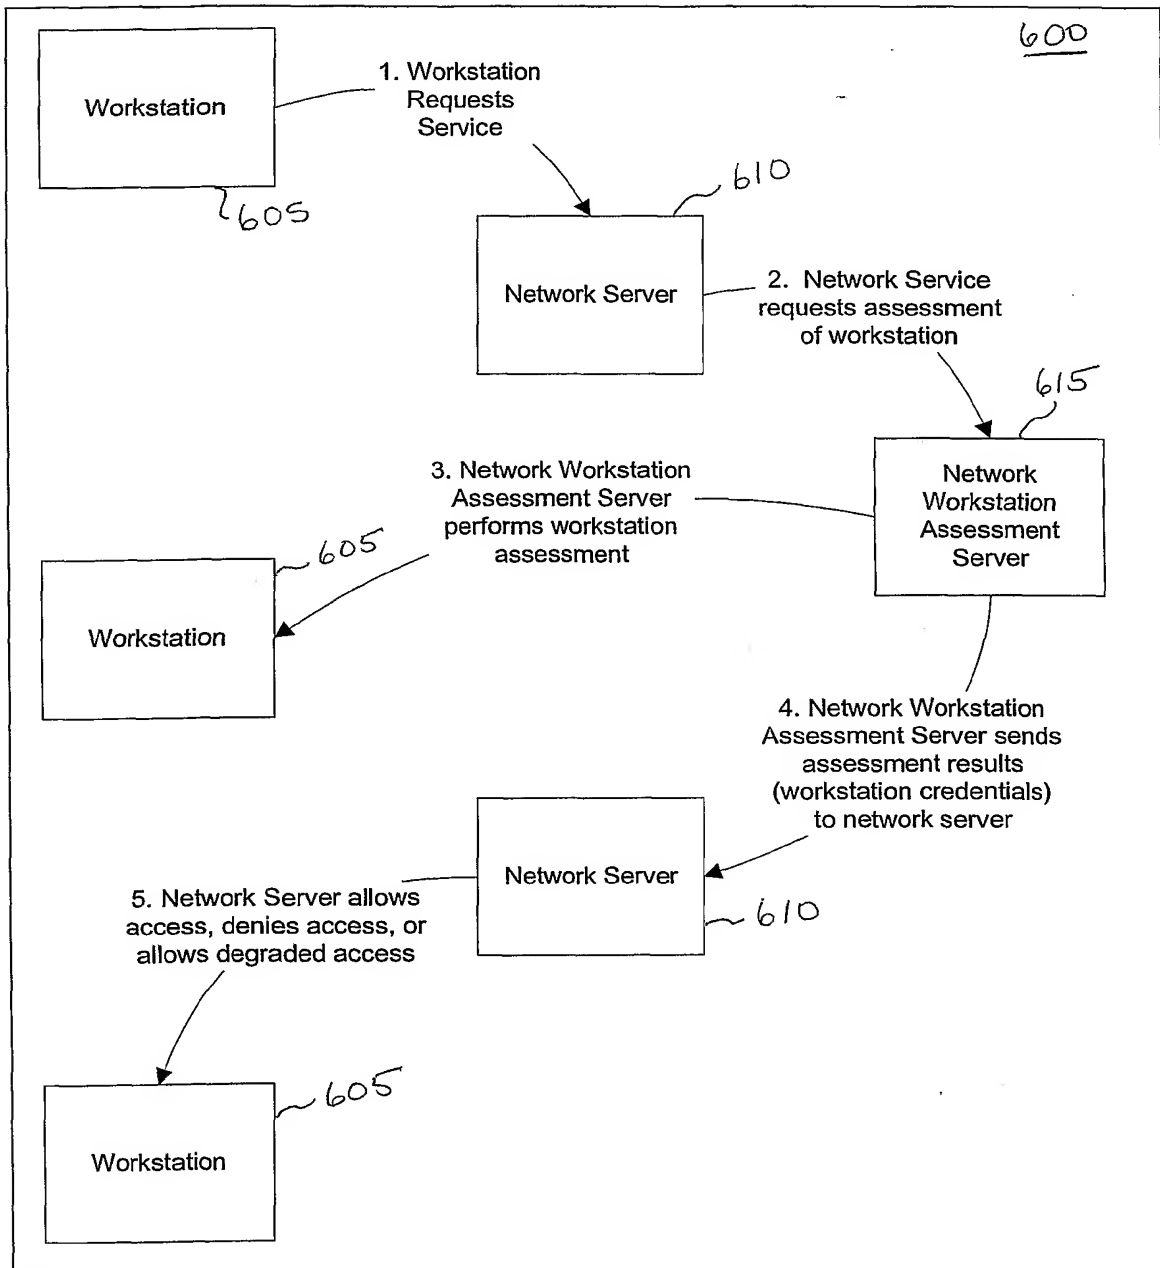 600
Workstation
605
1. Workstation
Requests
Service
610
Network Server
2. Network Service
requests assessment
of workstation
615
Network
Workstation
Assessment
Server
3. Network Workstation
Assessment Server
performs workstation
assessment
605
Workstation
4. Network Workstation
Assessment Server sends
assessment results
(workstation credentials)
to network server
Network Server
610
5. Network Server allows
access, denies access, or
allows degraded access
605
Workstation